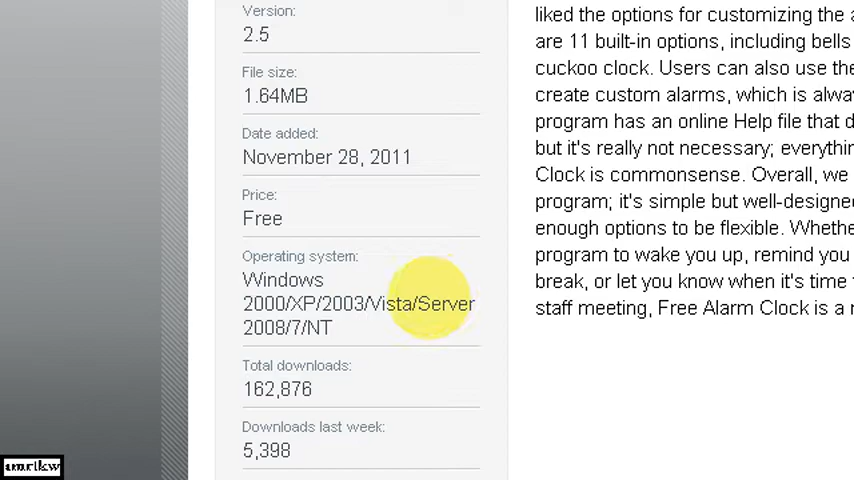 Version:
2.5
File size:
1.64MB
Date added:
November 28, 2011
Price:
Free
Operating system:
Windows
2000/XP/2003/Vista/Server
2008/7/NT
Total downloads:
162,876
Downloads last week:
5,398
liked the options for customizing the a
are 11 built-in options, including bells
cuckoo clock. Users can also use the
create custom alarms, which is alwa
program has an online Help file that d
but it's really not necessary; everythin
Clock is commonsense. Overall, we
program; it's simple but well-designed
enough options to be flexible. Whethe
program to wake you up, remind you
break, or let you know when it's time
staff meeting, Free Alarm Clock is a